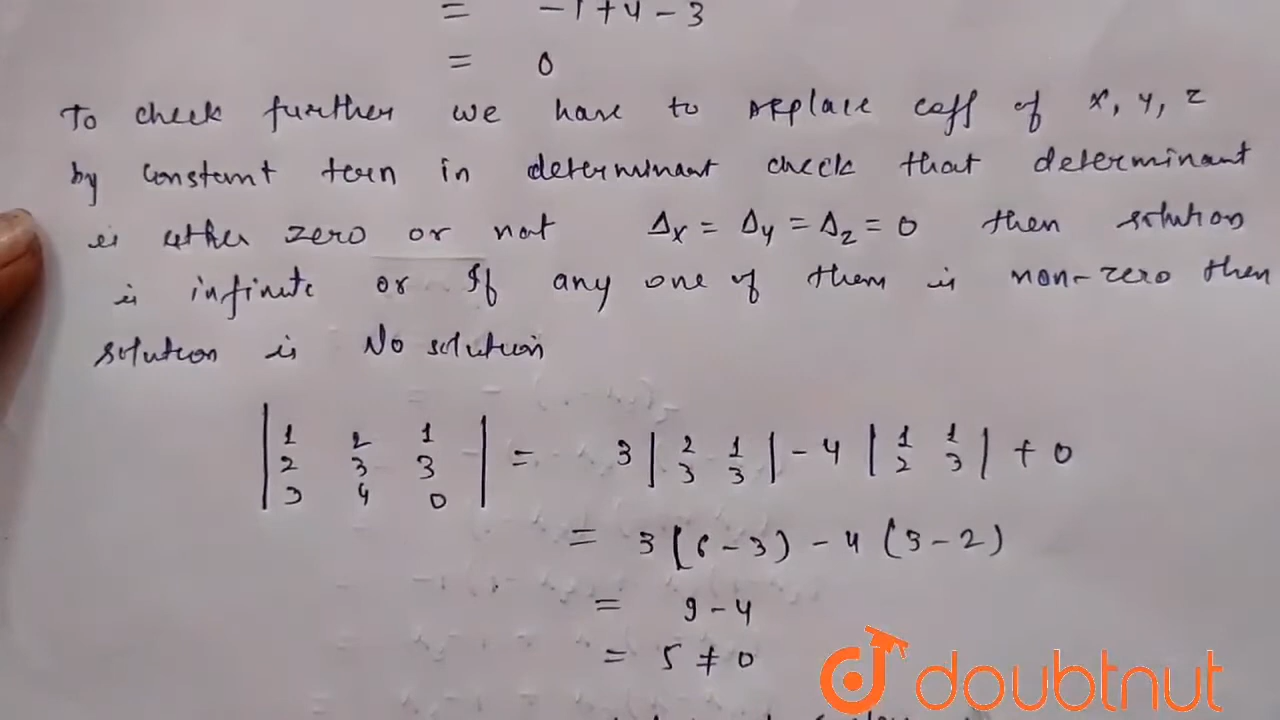 = -1 + 4 - 3
= 0
To check further we have to replace coff of x, y, z
by constant tern in determinant check that determinant
is ether zero or not Δx = Δy = Δz = 0 then solution
is infinite or If any one of them is non-zero then
solution is No solution
| 1 2 1 |
| 2 3 3 | = 3 | 2 1 ; 3 3 | - 4 | 1 1 ; 2 3 | + 0
| 3 4 0 |
= 3 (6 - 3) - 4 (3 - 2)
= 9 - 4
= 5 ≠ 0
doubtnut